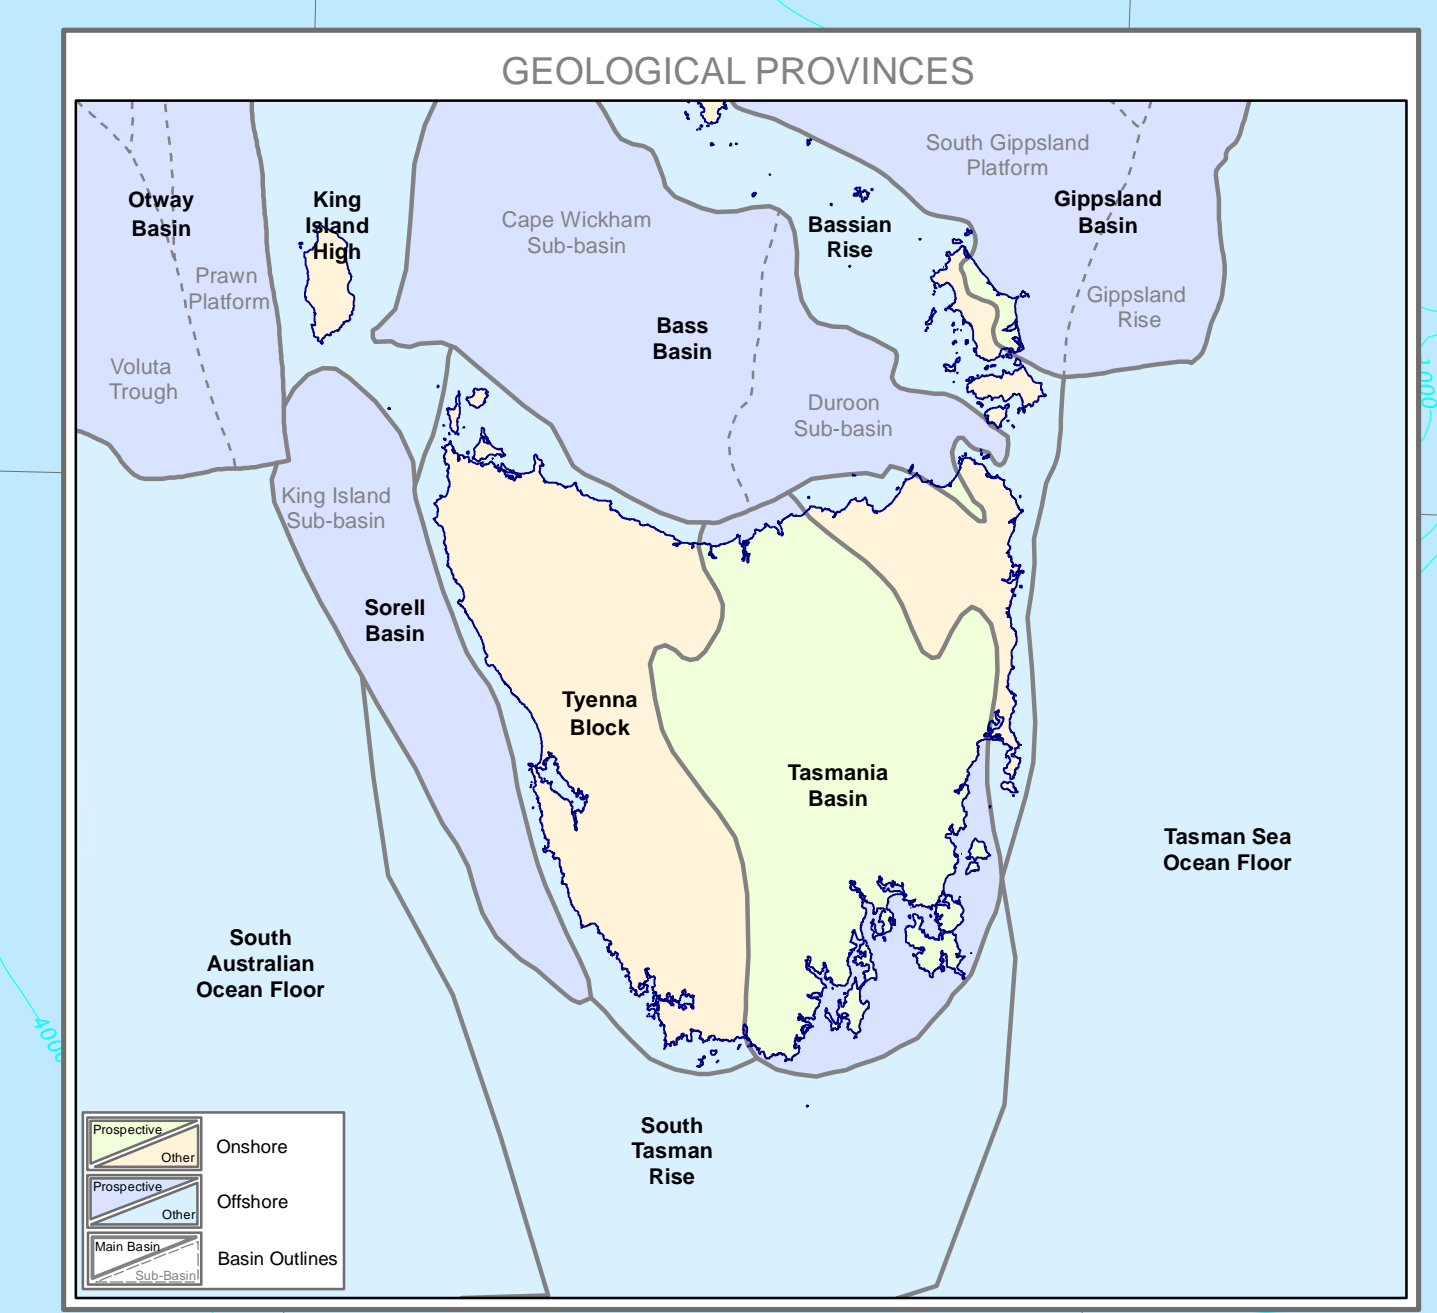 GEOLOGICAL PROVINCES
South Gippsland
Platform
Otway
Basin
King
Island
High
Cape Wickham
Sub-basin
Bassian
Rise
Gippsland
Basin
Prawn
Platform
Gippsland
Rise
Bass
Basin
Voluta
Trough
Duroon
Sub-basin
1000
King Island
Sub-basin
Sorell
Basin
Tyenna
Block
Tasmania
Basin
Tasman Sea
Ocean Floor
South
Australian
Ocean Floor
4000
South
Tasman
Rise
Prospective
Other
Onshore
Prospective
Other
Offshore
Main Basin
Sub-Basin
Basin Outlines